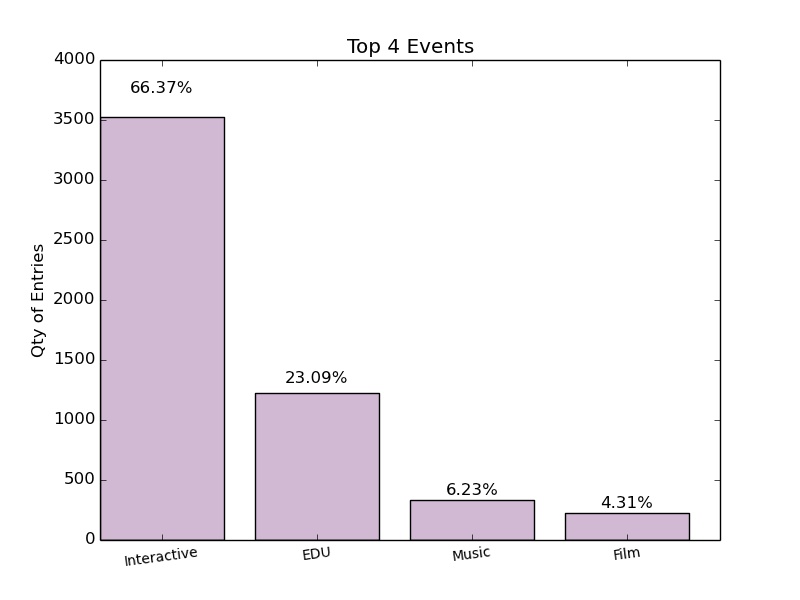 Top 4 Events
4000
3500
3000
2500
2000
1500
1000
500
0
Qty of Entries
66.37%
23.09%
6.23%
4.31%
Interactive
EDU
Music
Film